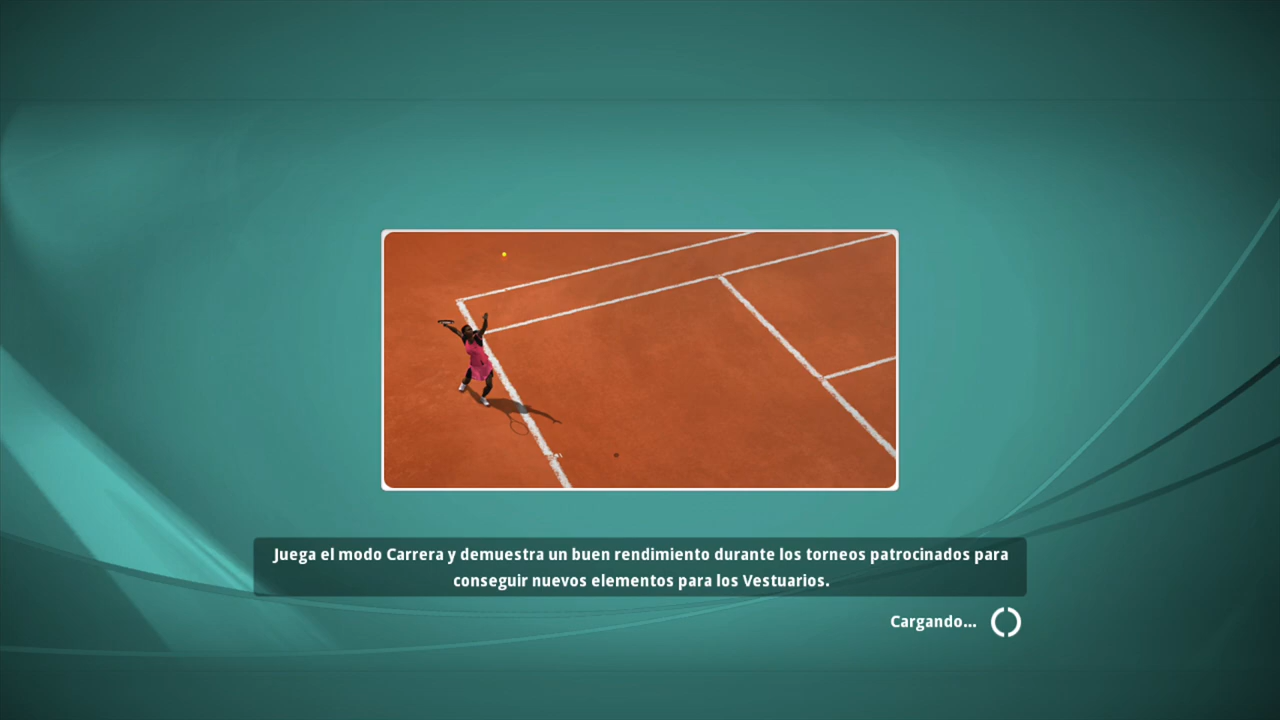 Juega el modo Carrera y demuestra un buen rendimiento durante los torneos patrocinados para
conseguir nuevos elementos para los Vestuarios.
Cargando...